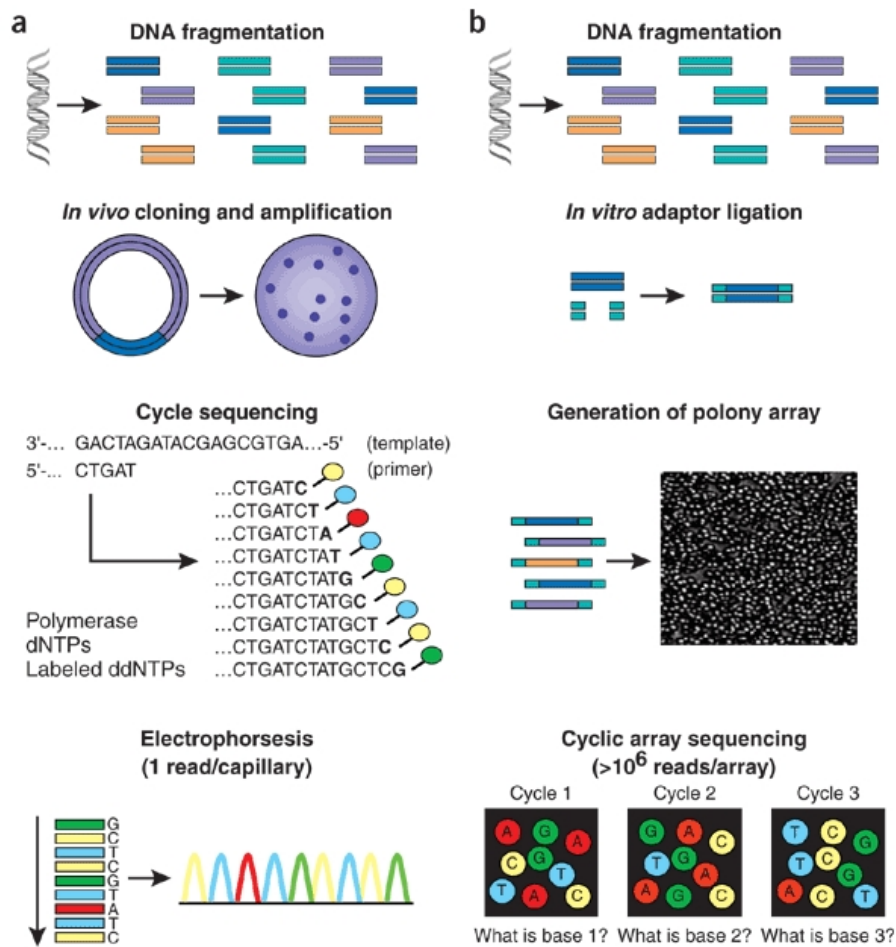 a
DNA fragmentation
In vivo cloning and amplification
Cycle sequencing
3'-... GACTAGATACGAGCGTGA...-5' (template)
5'-... CTGAT (primer)
...CTGATC
...CTGATCT
...CTGATCTA
...CTGATCTAT
...CTGATCTATG
...CTGATCTATGC
...CTGATCTATGCT
...CTGATCTATGCTC
...CTGATCTATGCTCG
Polymerase
dNTPs
Labeled ddNTPs
Electrophorsesis
(1 read/capillary)
G
C
T
C
G
T
A
T
C
b
DNA fragmentation
In vitro adaptor ligation
Generation of polony array
Cyclic array sequencing
(>10⁶ reads/array)
Cycle 1
A G A
C G T
T A C
What is base 1?
Cycle 2
G A C
T G A
A G C
What is base 2?
Cycle 3
T C G
T C G
A C T
What is base 3?